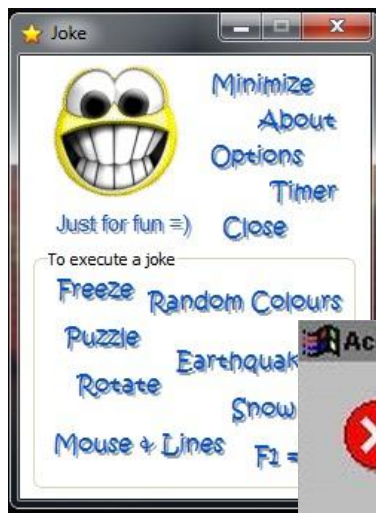 Joke
Minimize
About
Options
Timer
Just for fun =)
Close
To execute a joke
Freeze
Random Colours
Puzzle
Earthquak
Rotate
Snow
Mouse & Lines
F1 =
Ac